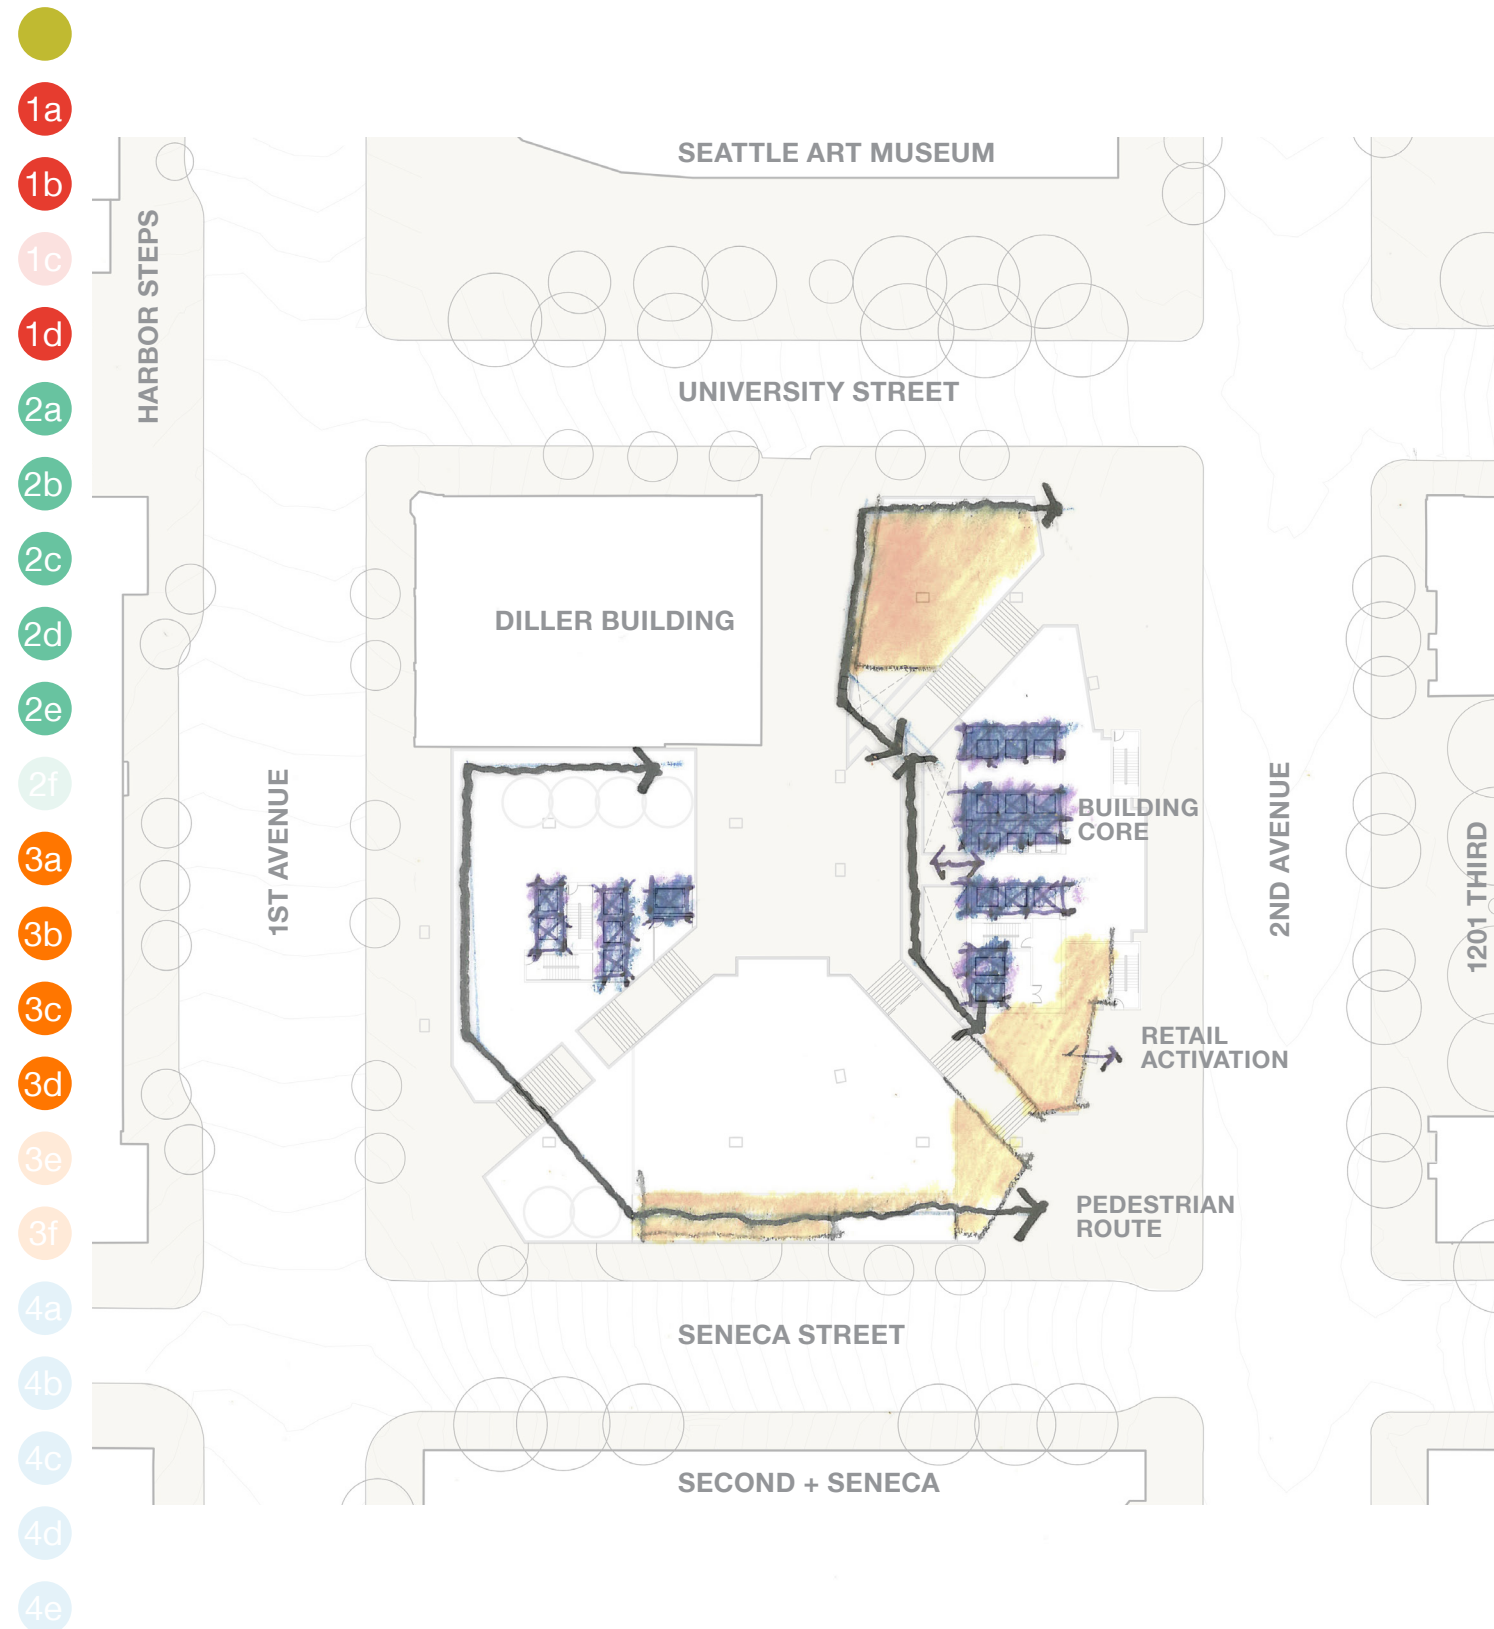 1a
1b
1c
1d
2a
2b
2c
2d
2e
2f
3a
3b
3c
3d
3e
3f
4a
4b
4c
4d
4e
SEATTLE ART MUSEUM
HARBOR STEPS
UNIVERSITY STREET
DILLER BUILDING
1ST AVENUE
BUILDING
CORE
2ND AVENUE
1201 THIRD
RETAIL
ACTIVATION
PEDESTRIAN
ROUTE
SENECA STREET
SECOND + SENECA